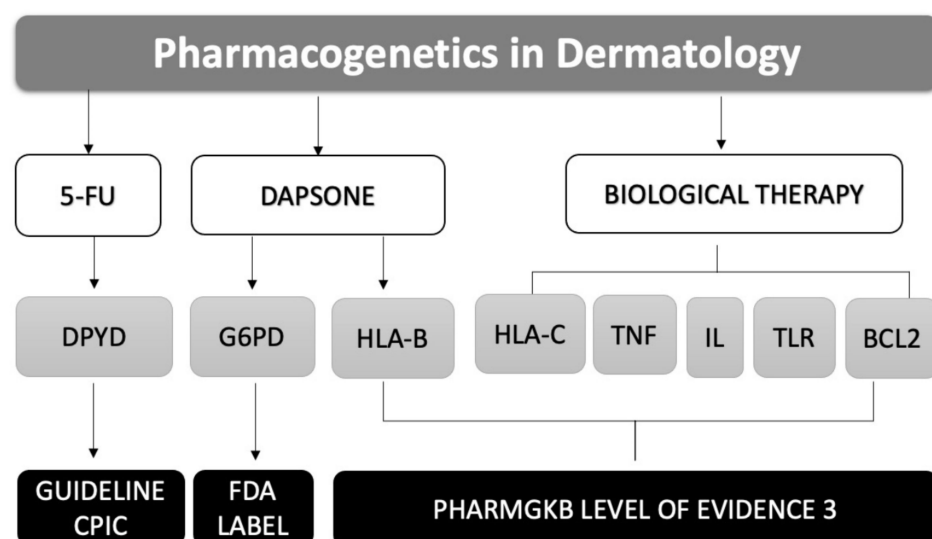 Pharmacogenetics in Dermatology
5-FU
DAPSONE
BIOLOGICAL THERAPY
DPYD
G6PD
HLA-B
HLA-C
TNF
IL
TLR
BCL2
GUIDELINE
CPIC
FDA
LABEL
PHARMGKB LEVEL OF EVIDENCE 3